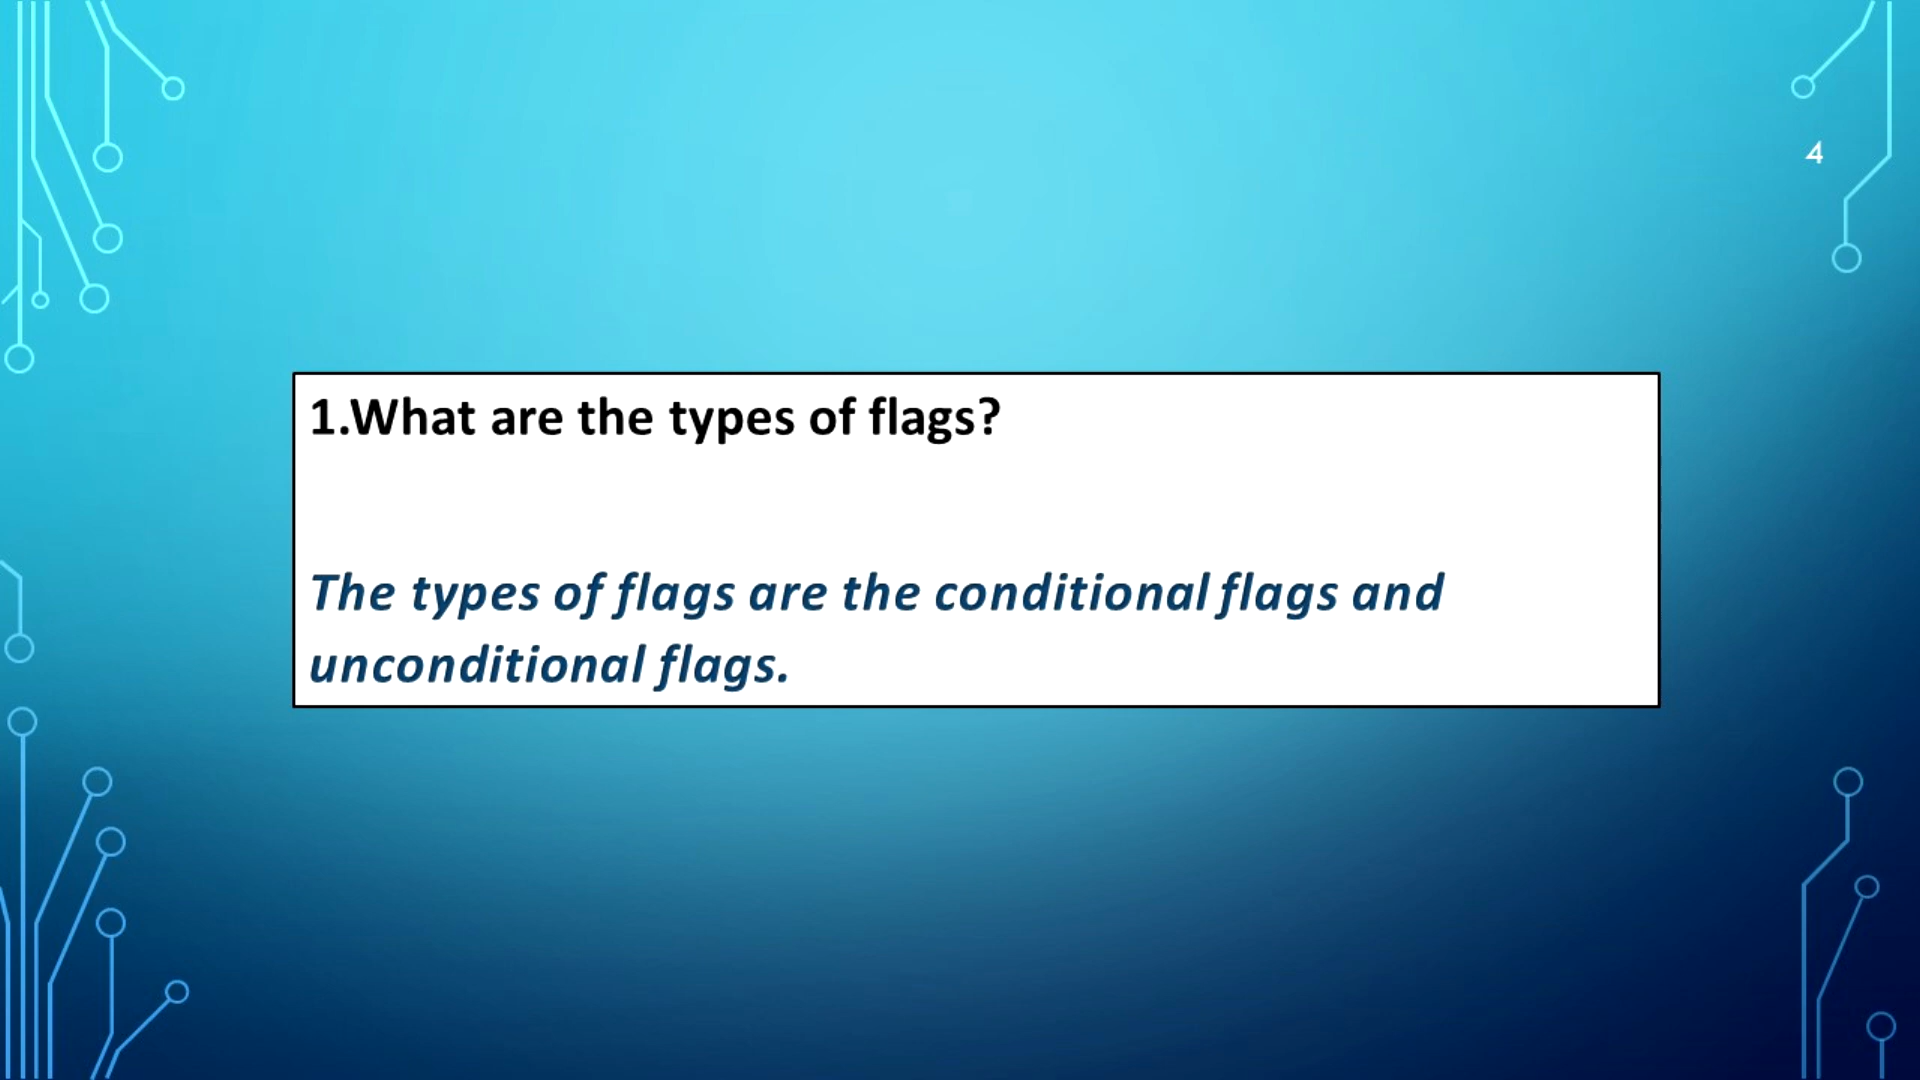 4
1.What are the types of flags?
The types of flags are the conditional flags and
unconditional flags.